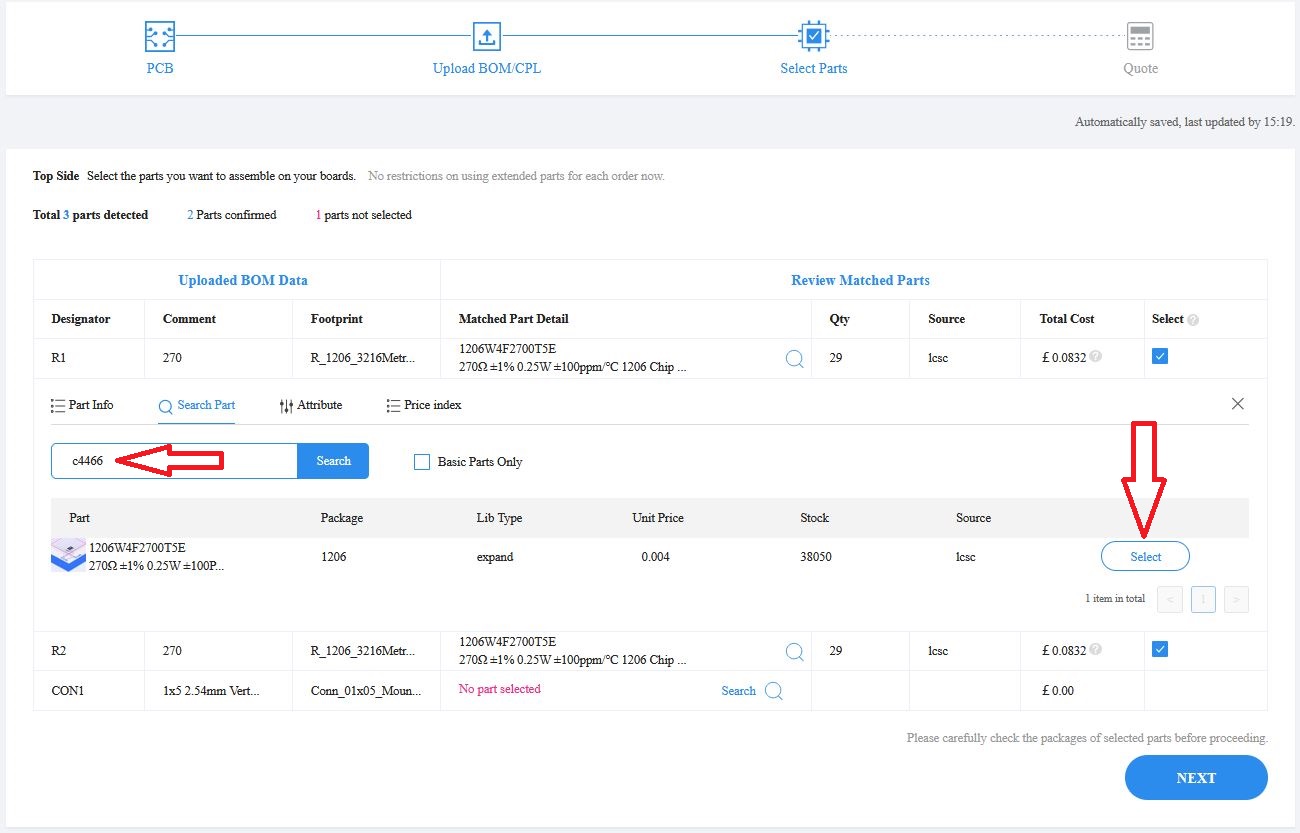 PCB
Upload BOM/CPL
Select Parts
Quote
Automatically saved, last updated by 15:19.
Top Side Select the parts you want to assemble on your boards. No restrictions on using extended parts for each order now.
Total 3 parts detected 2 Parts confirmed 1 parts not selected
Uploaded BOM Data Review Matched Parts
Designator Comment Footprint Matched Part Detail Qty Source Total Cost Select ?
R1 270 R_1206_3216Metr... 1206W4F2700T5E 29 lcsc £ 0.0832 ?
270Ω ±1% 0.25W ±100ppm/℃ 1206 Chip ...
Part Info Search Part Attribute Price index
c4466 Search Basic Parts Only
Part Package Lib Type Unit Price Stock Source
1206W4F2700T5E 1206 expand 0.004 38050 lcsc Select
270Ω ±1% 0.25W ±100P...
1 item in total < 1 >
R2 270 R_1206_3216Metr... 1206W4F2700T5E 29 lcsc £ 0.0832 ?
270Ω ±1% 0.25W ±100ppm/℃ 1206 Chip ...
CON1 1x5 2.54mm Vert... Conn_01x05_Moun... No part selected Search £ 0.00
Please carefully check the packages of selected parts before proceeding.
NEXT